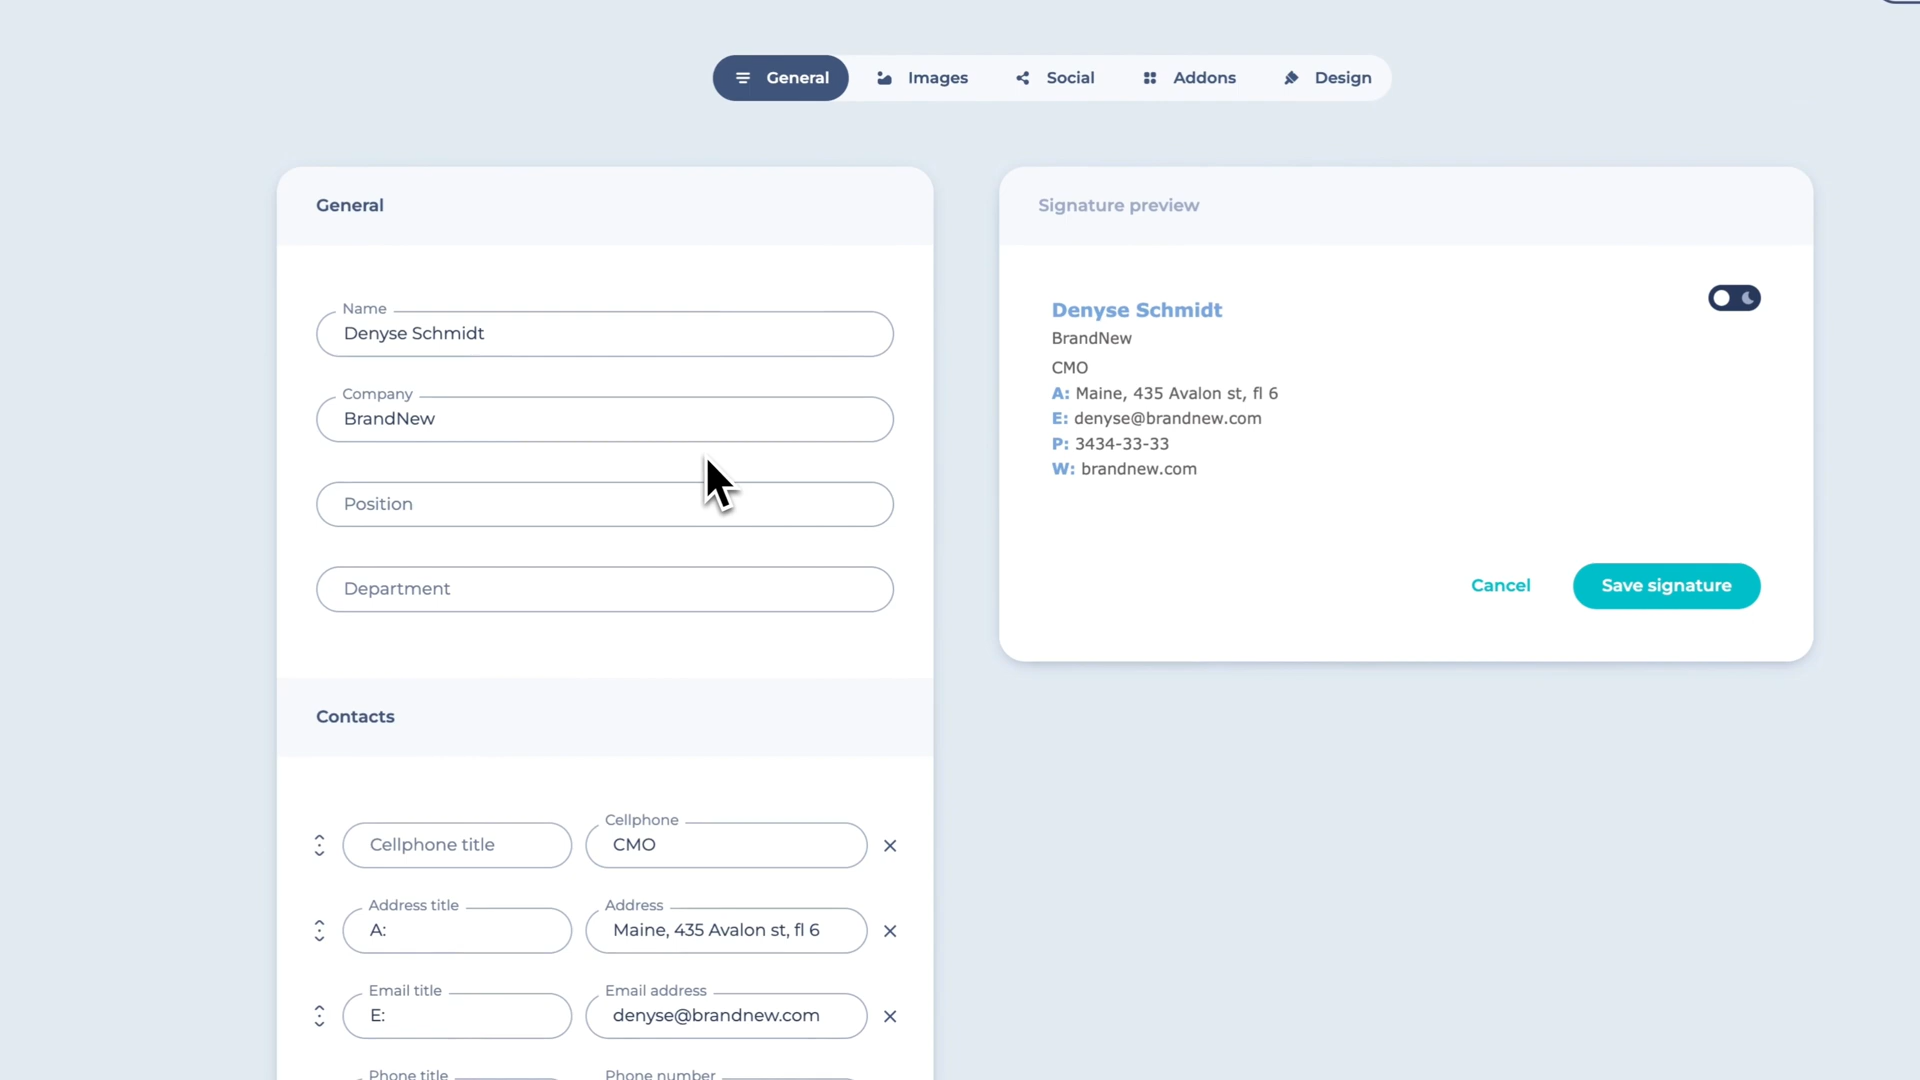 General
Images
Social
Addons
Design
General
Name
Denyse Schmidt
Company
BrandNew
Position
Department
Contacts
Cellphone title
Cellphone
CMO
Address title
A:
Address
Maine, 435 Avalon st, fl 6
Email title
E:
Email address
denyse@brandnew.com
Phone title
Phone number
Signature preview
Denyse Schmidt
BrandNew
CMO
A: Maine, 435 Avalon st, fl 6
E: denyse@brandnew.com
P: 3434-33-33
W: brandnew.com
Cancel
Save signature